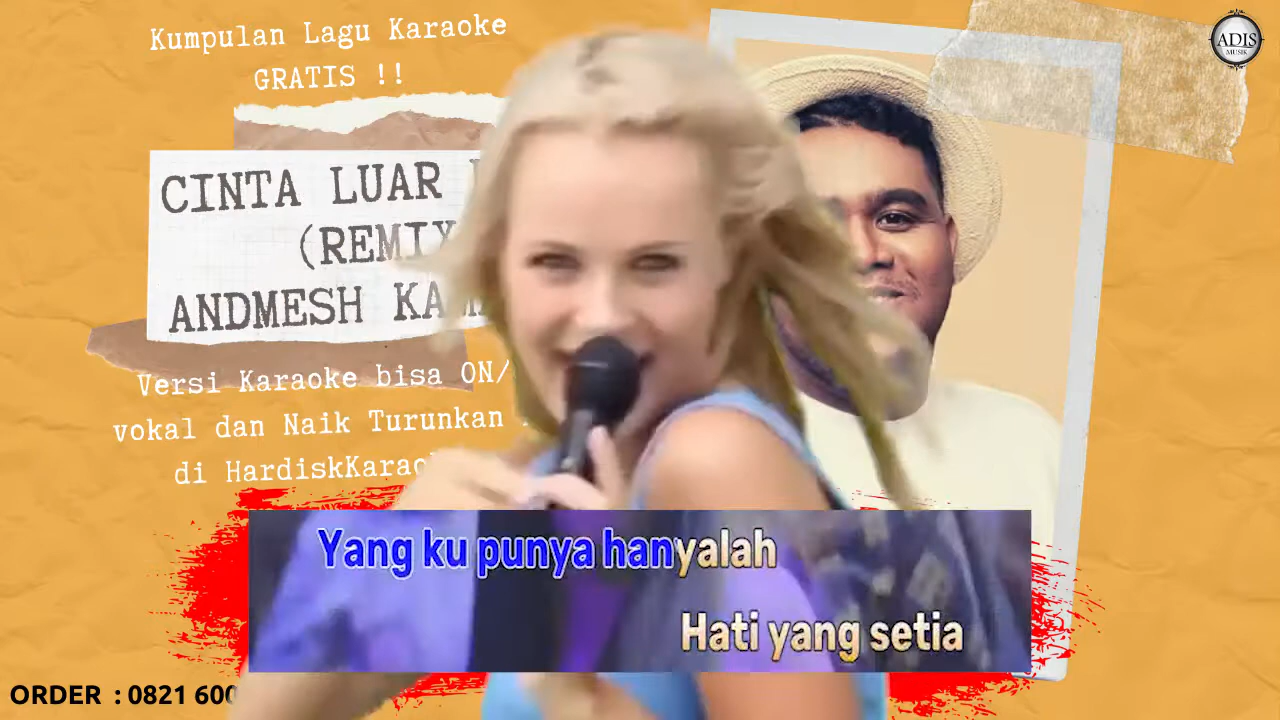 Kumpulan Lagu Karaoke
GRATIS !!
CINTA LUAR
(REMIX
ANDMESH KA
Versi Karaoke bisa ON/
vokal dan Naik Turunkan
di HardiskKarao
Yang ku punya hanyalah
Hati yang setia
ORDER : 0821 600
ADIS
MUSIK